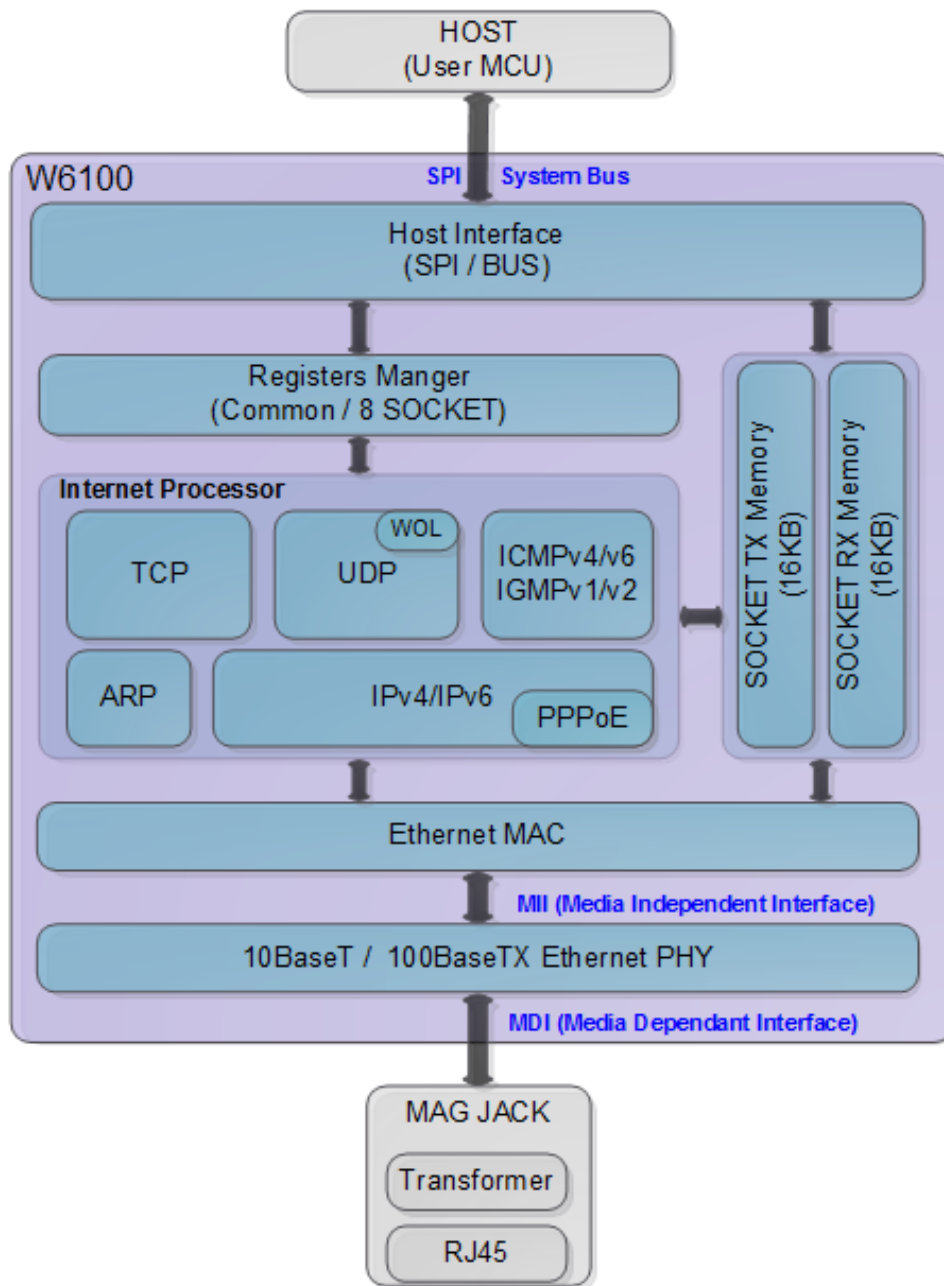 HOST
(User MCU)
W6100
SPI
System Bus
Host Interface
(SPI / BUS)
Registers Manger
(Common / 8 SOCKET)
Internet Processor
TCP
UDP
WOL
ICMPv4/v6
IGMPv1/v2
ARP
IPv4/IPv6
PPPoE
SOCKET TX Memory
(16KB)
SOCKET RX Memory
(16KB)
Ethernet MAC
MII (Media Independent Interface)
10BaseT / 100BaseTX Ethernet PHY
MDI (Media Dependant Interface)
MAG JACK
Transformer
RJ45